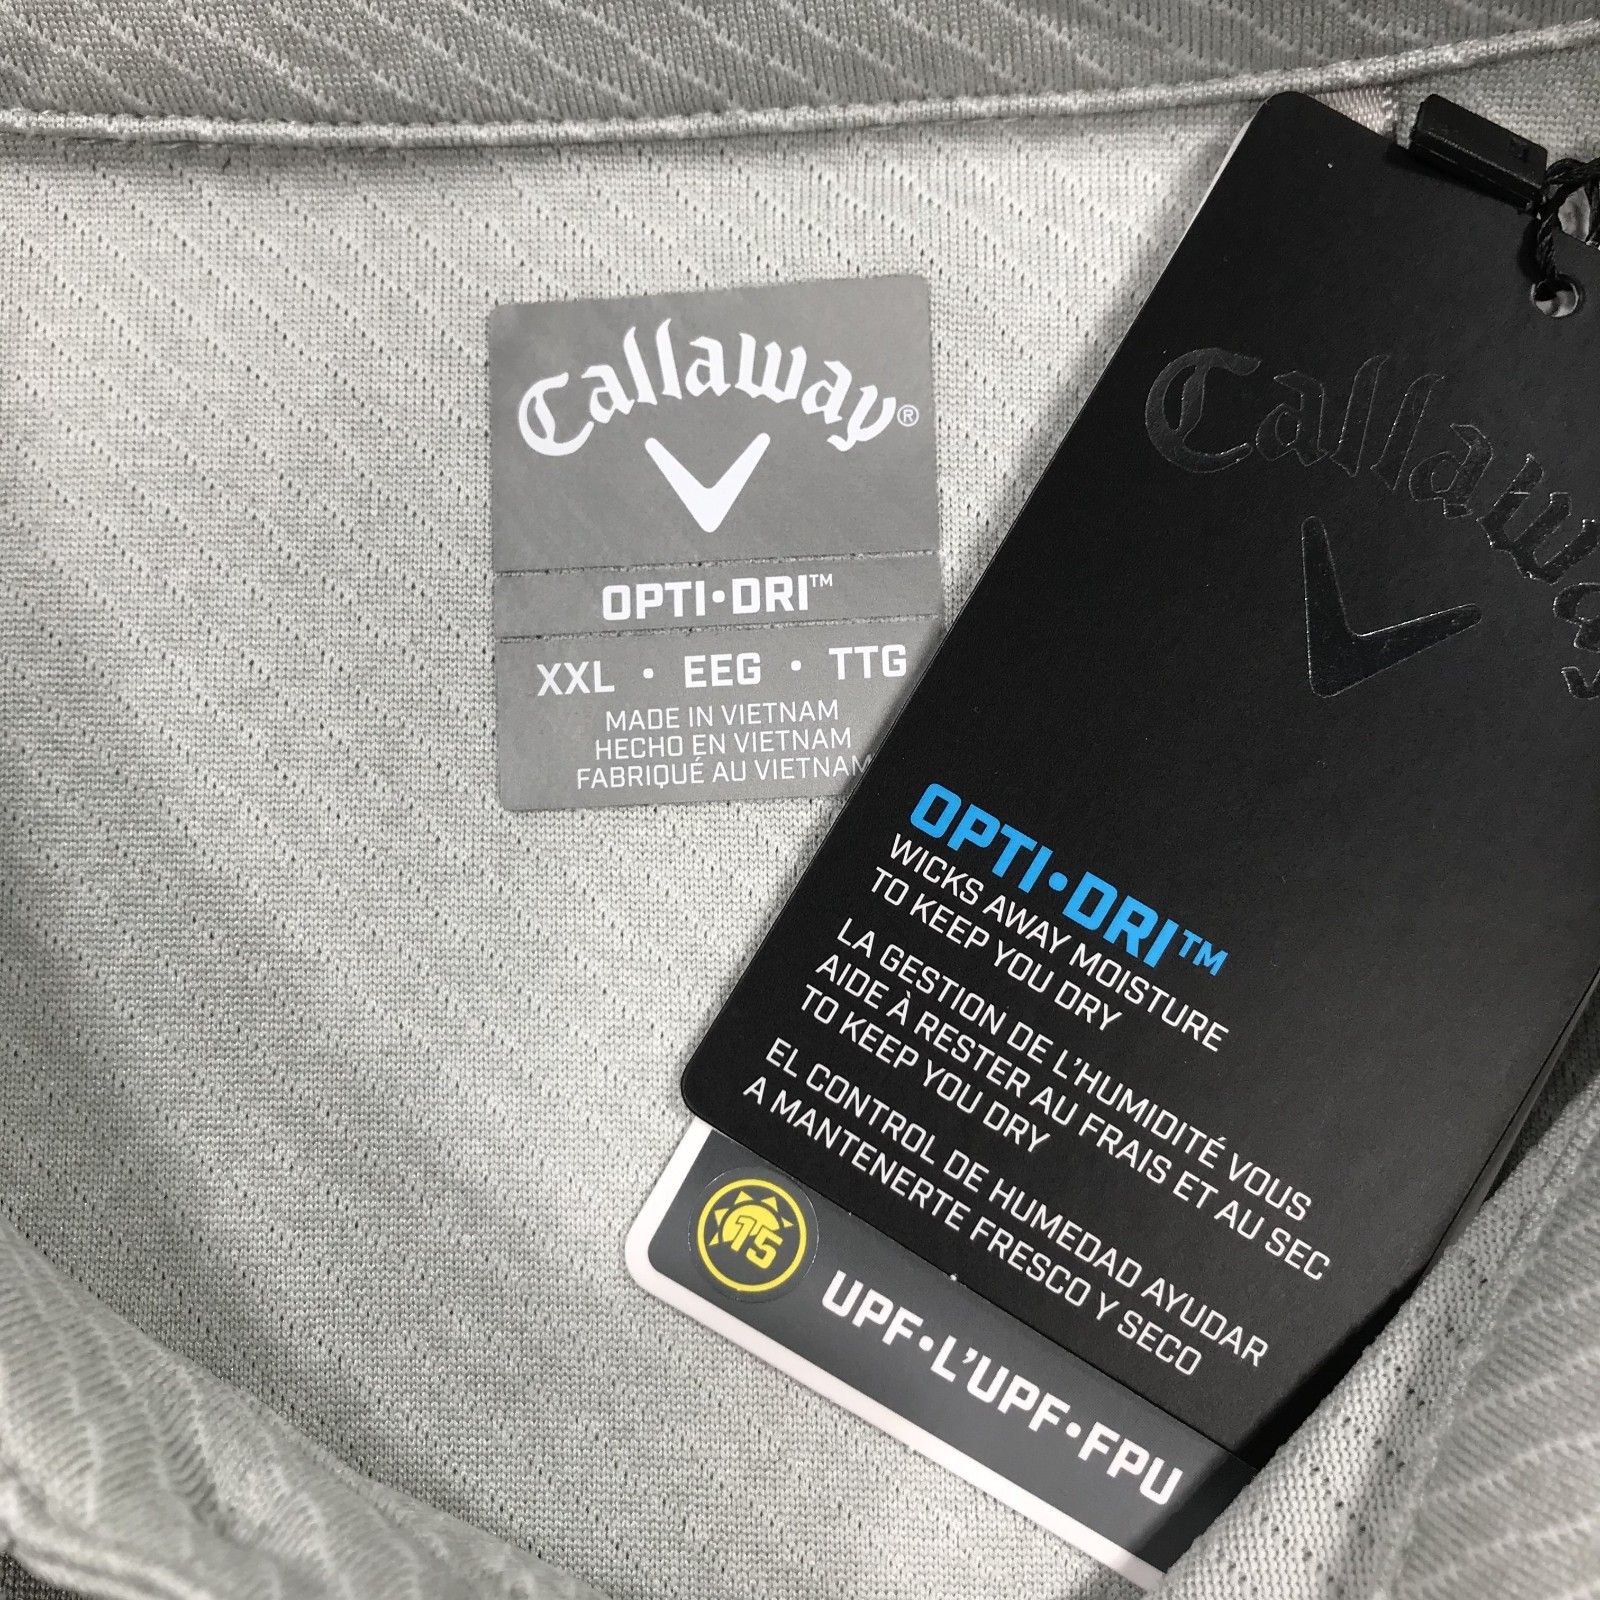 Callaway®
OPTI•DRI™
XXL • EEG • TTG
MADE IN VIETNAM
HECHO EN VIETNAM
FABRIQUÉ AU VIETNAM
Callaway
OPTI•DRI™
WICKS AWAY MOISTURE
TO KEEP YOU DRY
LA GESTION DE L'HUMIDITÉ VOUS
AIDE À RESTER AU FRAIS ET AU SEC
TO KEEP YOU DRY
EL CONTROL DE HUMEDAD AYUDAR
A MANTENERTE FRESCO Y SECO
15
UPF•L'UPF•FPU